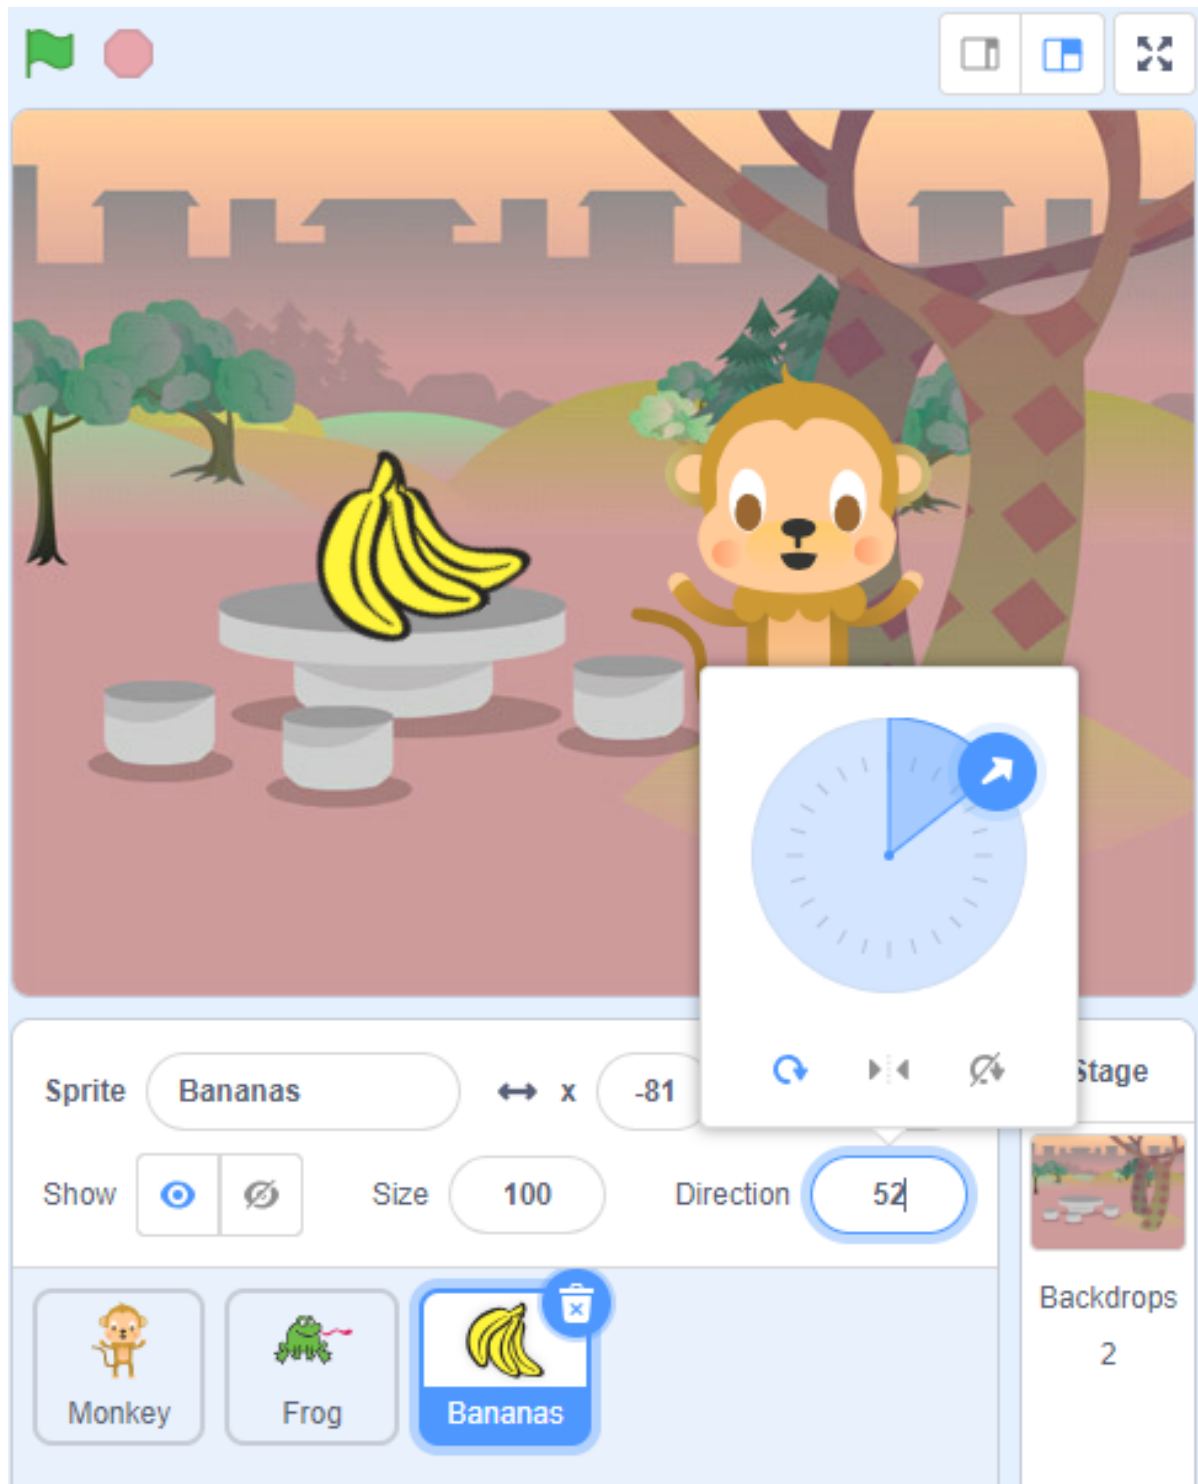 Sprite Bananas x -81
Stage
Show Size 100 Direction 52
Backdrops
2
Monkey Frog Bananas